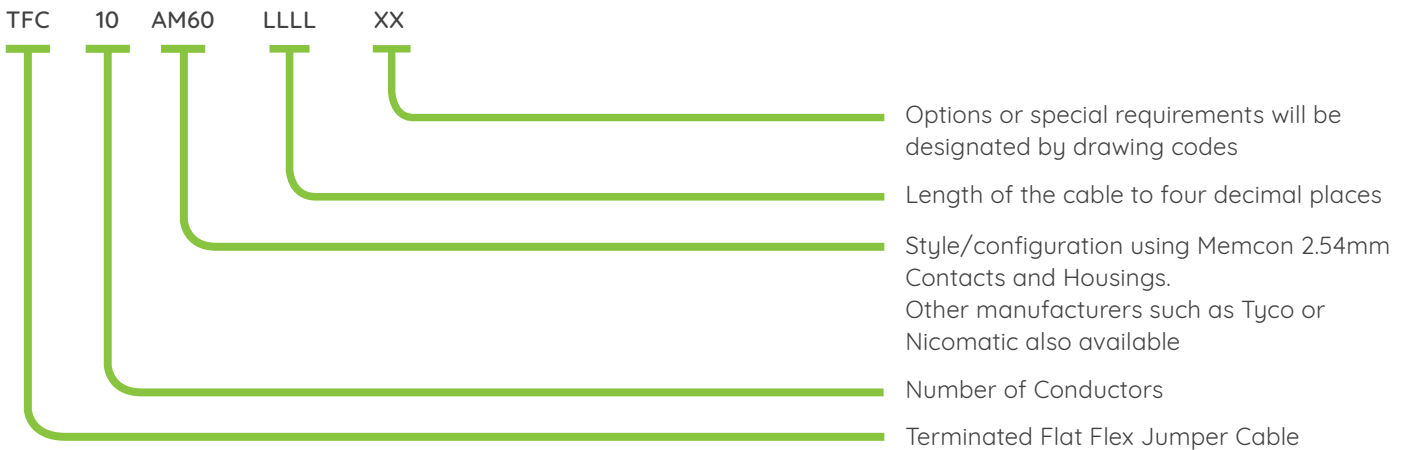 TFC 10 AM60 LLLL XX
Options or special requirements will be
designated by drawing codes
Length of the cable to four decimal places
Style/configuration using Memcon 2.54mm
Contacts and Housings.
Other manufacturers such as Tyco or
Nicomatic also available
Number of Conductors
Terminated Flat Flex Jumper Cable